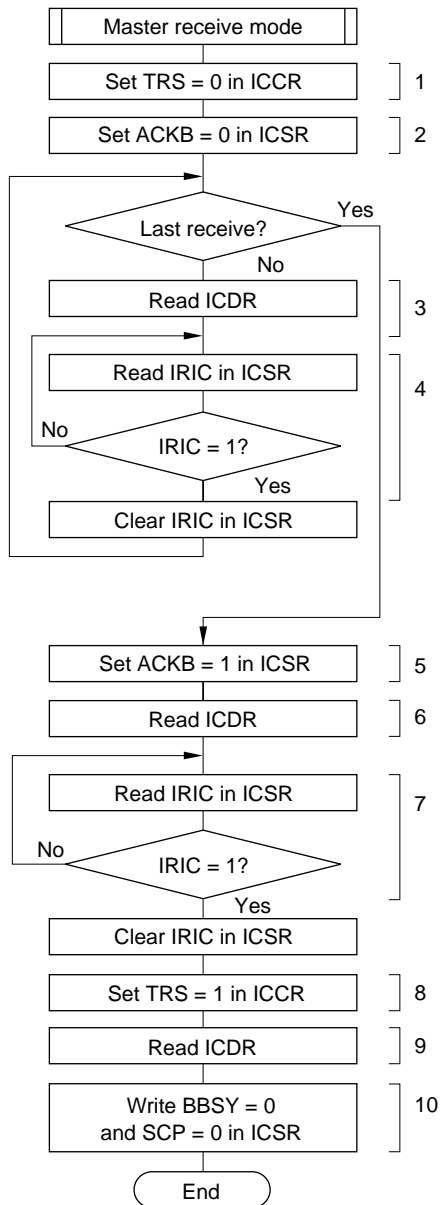 Master receive mode
Set TRS = 0 in ICCR
1
Set ACKB = 0 in ICSR
2
Last receive?
Yes
No
Read ICDR
3
Read IRIC in ICSR
4
No
IRIC = 1?
Yes
Clear IRIC in ICSR
Set ACKB = 1 in ICSR
5
Read ICDR
6
Read IRIC in ICSR
7
No
IRIC = 1?
Yes
Clear IRIC in ICSR
Set TRS = 1 in ICCR
8
Read ICDR
9
Write BBSY = 0
and SCP = 0 in ICSR
10
End